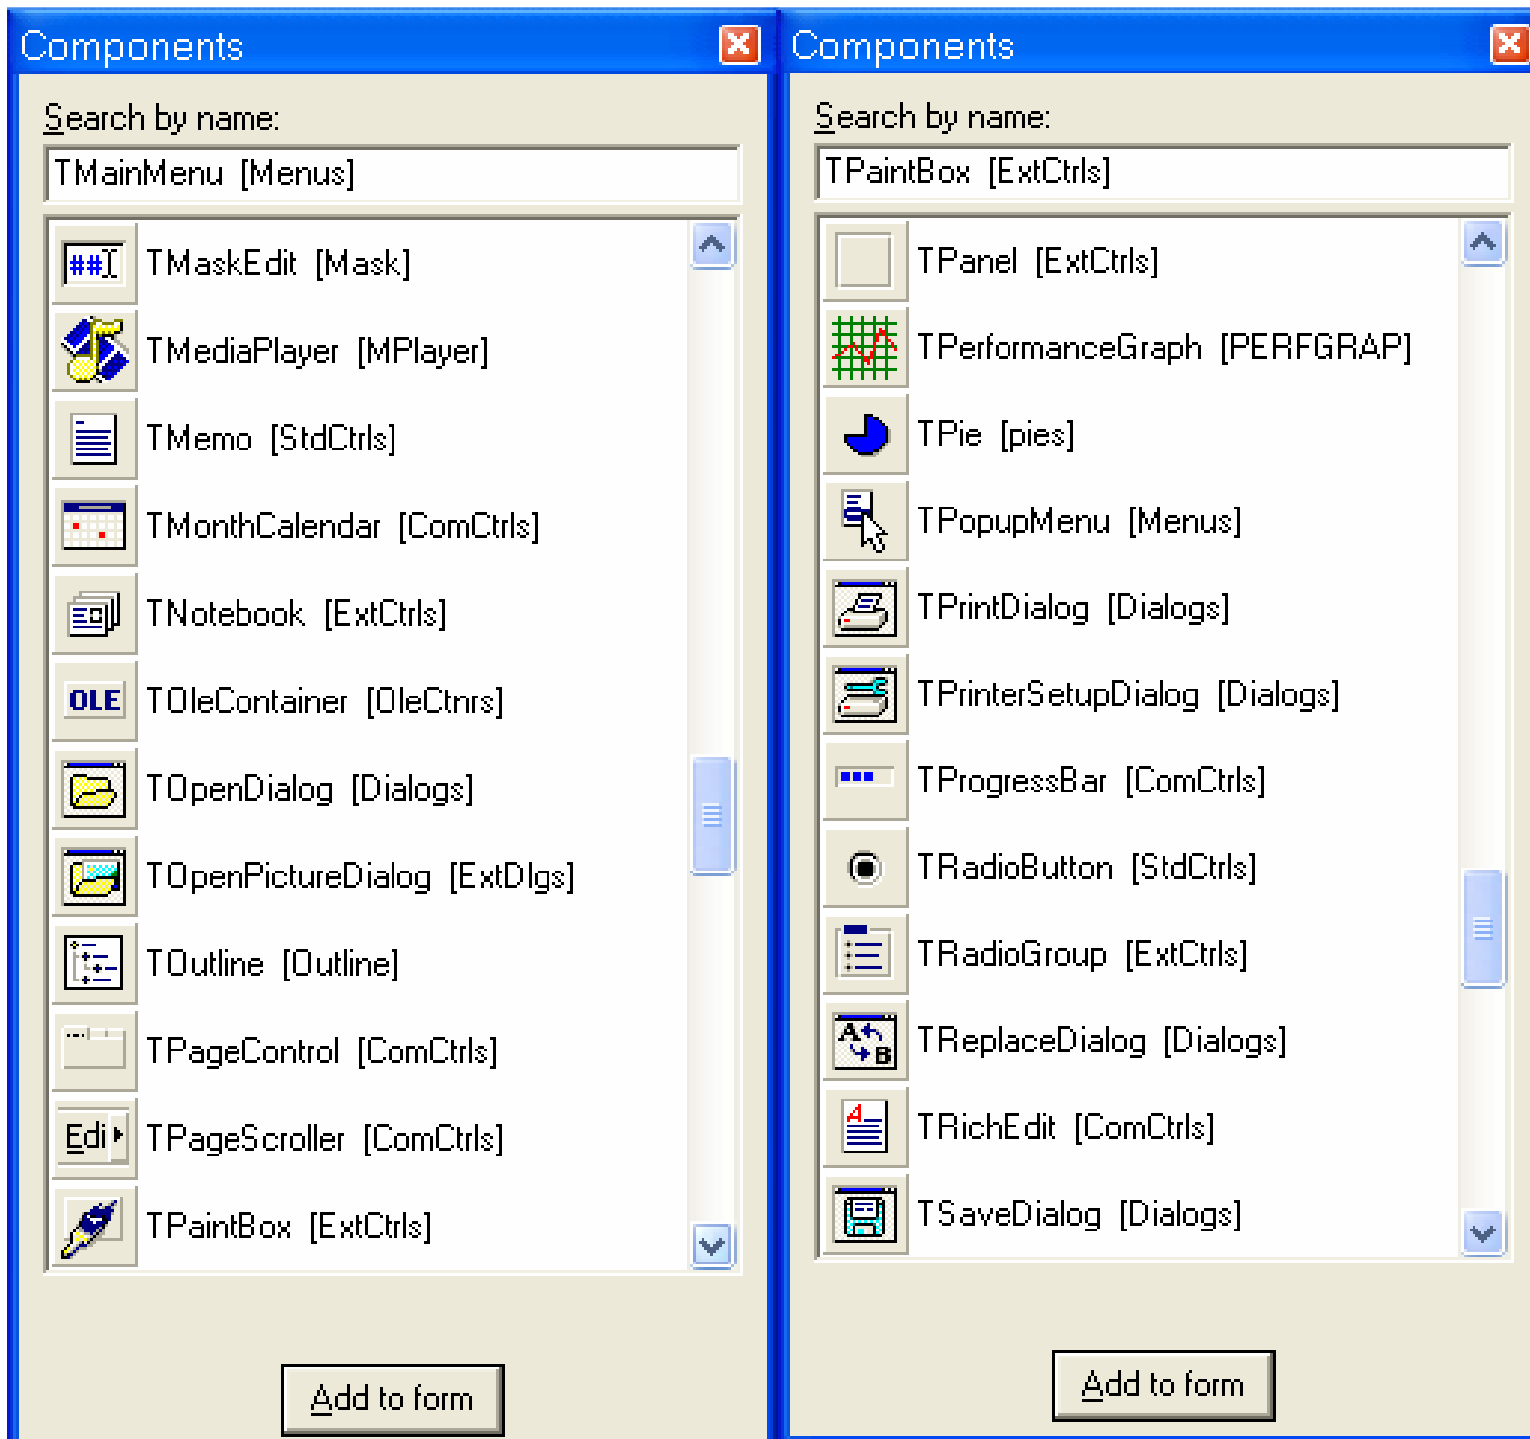 Components
Search by name:
TMainMenu [Menus]
##
TMaskEdit [Mask]
TMediaPlayer [MPlayer]
TMemo [StdCtrls]
TMonthCalendar [ComCtrls]
TNotebook [ExtCtrls]
OLE
TOleContainer [OleCtnrs]
TOpenDialog [Dialogs]
TOpenPictureDialog [ExtDlgs]
TOutline [Outline]
TPageControl [ComCtrls]
Edi
TPageScroller [ComCtrls]
TPaintBox [ExtCtrls]
Add to form
Components
Search by name:
TPaintBox [ExtCtrls]
TPanel [ExtCtrls]
TPerformanceGraph [PERFGRAP]
TPie [pies]
TPopupMenu [Menus]
TPrintDialog [Dialogs]
TPrinterSetupDialog [Dialogs]
TProgressBar [ComCtrls]
TRadioButton [StdCtrls]
TRadioGroup [ExtCtrls]
A B
TReplaceDialog [Dialogs]
A
TRichEdit [ComCtrls]
TSaveDialog [Dialogs]
Add to form